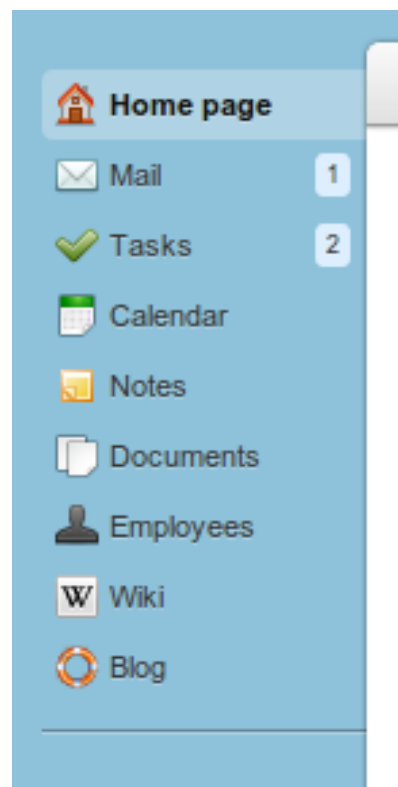 Home page
Mail 1
Tasks 2
Calendar
Notes
Documents
Employees
W Wiki
Blog